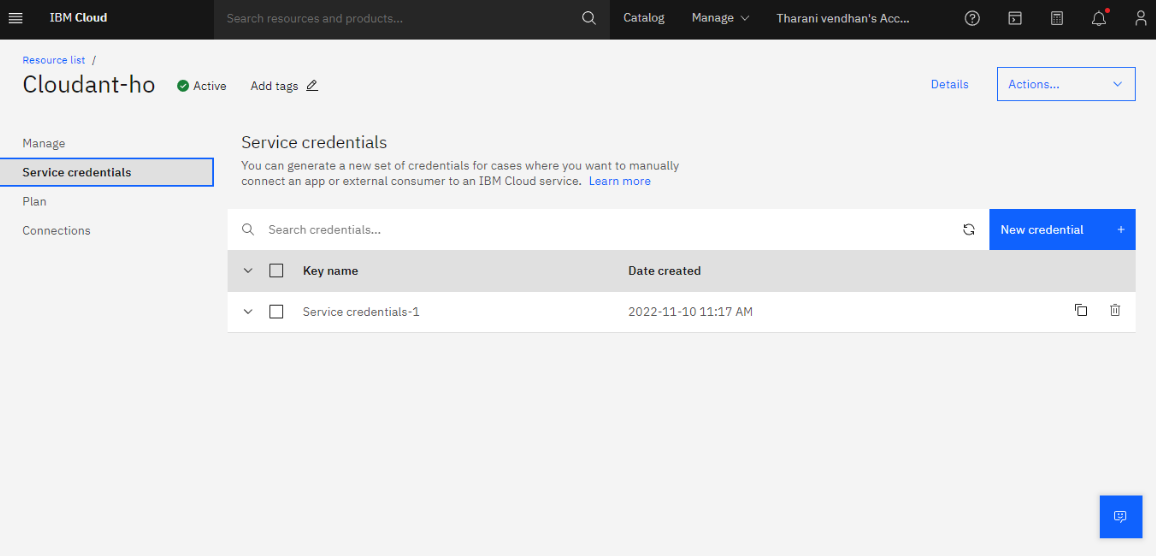 IBM Cloud
Search resources and products...
Catalog
Manage
Tharani vendhan's Acc...
Resource list /
Cloudant-ho
Active
Add tags
Details
Actions...
Manage
Service credentials
Plan
Connections
Service credentials
You can generate a new set of credentials for cases where you want to manually
connect an app or external consumer to an IBM Cloud service. Learn more
Search credentials...
New credential +
Key name
Date created
Service credentials-1
2022-11-10 11:17 AM